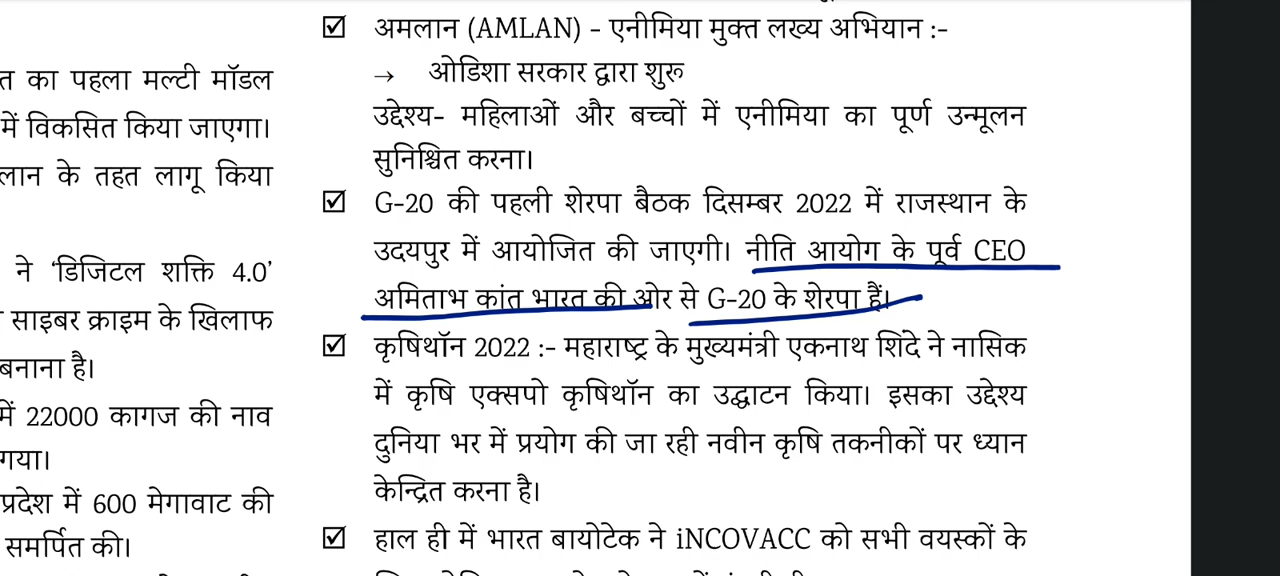 त का पहला मल्टी मॉडल
में विकसित किया जाएगा।
लान के तहत लागू किया
ने ‘डिजिटल शक्ति 4.0’
साइबर क्राइम के खिलाफ
बनाना है।
में 22000 कागज की नाव
गया।
प्रदेश में 600 मेगावाट की
समर्पित की।
☑ अमलान (AMLAN) - एनीमिया मुक्त लख्य अभियान :-
→ ओडिशा सरकार द्वारा शुरू
उद्देश्य- महिलाओं और बच्चों में एनीमिया का पूर्ण उन्मूलन
सुनिश्चित करना।
☑ G-20 की पहली शेरपा बैठक दिसम्बर 2022 में राजस्थान के
उदयपुर में आयोजित की जाएगी। नीति आयोग के पूर्व CEO
अमिताभ कांत भारत की ओर से G-20 के शेरपा हैं।
☑ कृषिथॉन 2022 :- महाराष्ट्र के मुख्यमंत्री एकनाथ शिंदे ने नासिक
में कृषि एक्सपो कृषिथॉन का उद्घाटन किया। इसका उद्देश्य
दुनिया भर में प्रयोग की जा रही नवीन कृषि तकनीकों पर ध्यान
केन्द्रित करना है।
☑ हाल ही में भारत बायोटेक ने iNCOVACC को सभी वयस्कों के